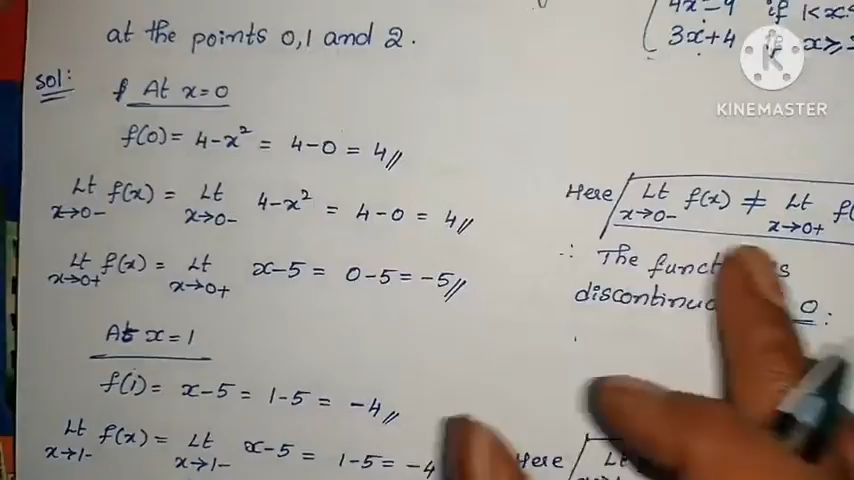 4x-9 if 1<x<
at the points 0,1 and 2.
3x+4 if x≥
KINEMASTER
Sol:
At x=0
f(0)= 4-x² = 4-0 = 4//
Lt x→0- f(x) = Lt x→0- 4-x² = 4-0 = 4//
Here Lt x→0- f(x) ≠ Lt x→0+
Lt x→0+ f(x) = Lt x→0+ x-5 = 0-5 = -5//
∴ The
discontinuous 0:
At x=1
f(1)= x-5 = 1-5 = -4//
Lt x→1- f(x) = Lt x→1- x-5 = 1-5 = -4
Here Lt